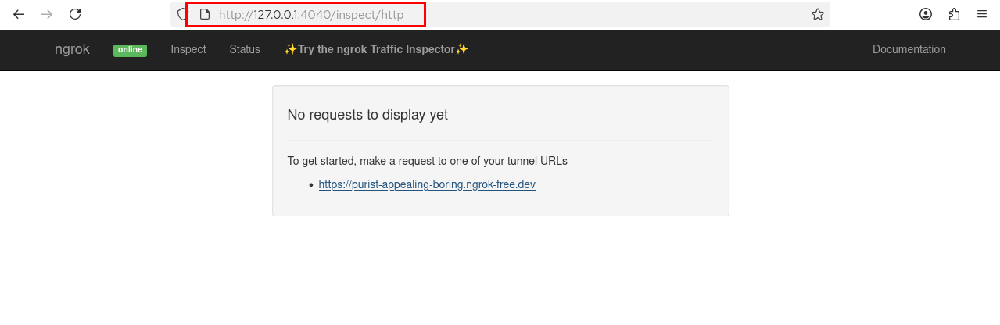 http://127.0.0.1:4040/inspect/http
ngrok online Inspect Status ✨Try the ngrok Traffic Inspector✨ Documentation
No requests to display yet
To get started, make a request to one of your tunnel URLs
• https://purist-appealing-boring.ngrok-free.dev